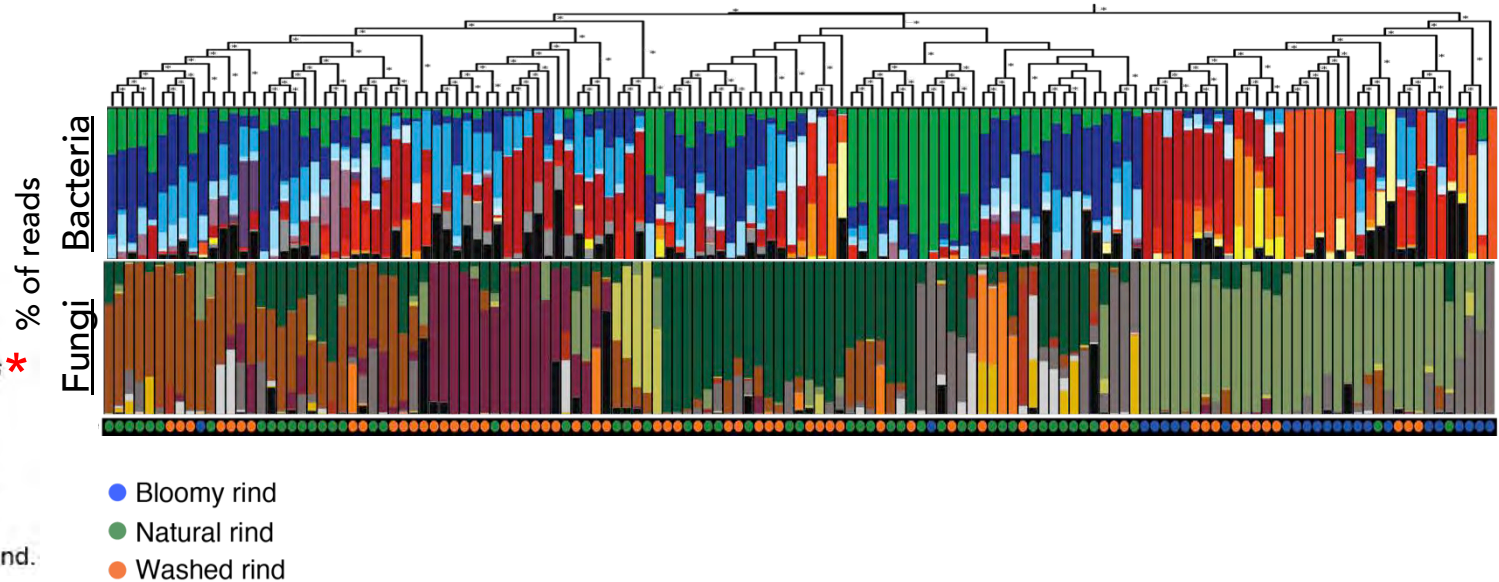 Bacteria
% of reads
Fungi
*
Bloomy rind
Natural rind
nd.
Washed rind